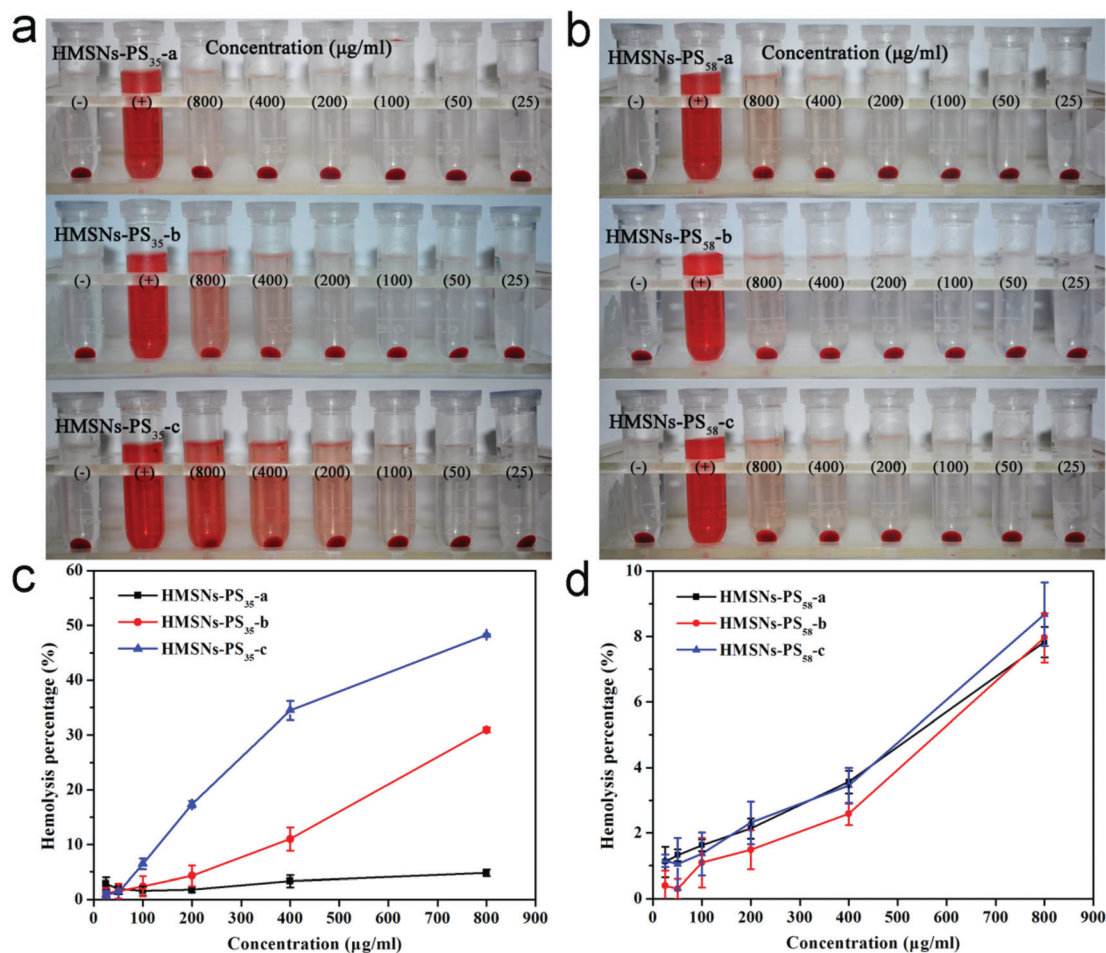 a
HMSNs-PS35-a
Concentration (µg/ml)
(-) (+) (800) (400) (200) (100) (50) (25)
HMSNs-PS35-b
(-) (+) (800) (400) (200) (100) (50) (25)
HMSNs-PS35-c
(-) (+) (800) (400) (200) (100) (50) (25)
b
HMSNs-PS58-a
Concentration (µg/ml)
(-) (+) (800) (400) (200) (100) (50) (25)
HMSNs-PS58-b
(-) (+) (800) (400) (200) (100) (50) (25)
HMSNs-PS58-c
(-) (+) (800) (400) (200) (100) (50) (25)
c
Hemolysis percentage (%)
60
50
40
30
20
10
0
HMSNs-PS35-a
HMSNs-PS35-b
HMSNs-PS35-c
0 100 200 300 400 500 600 700 800 900
Concentration (µg/ml)
d
Hemolysis percentage (%)
10
8
6
4
2
0
HMSNs-PS58-a
HMSNs-PS58-b
HMSNs-PS58-c
0 100 200 300 400 500 600 700 800 900
Concentration (µg/ml)